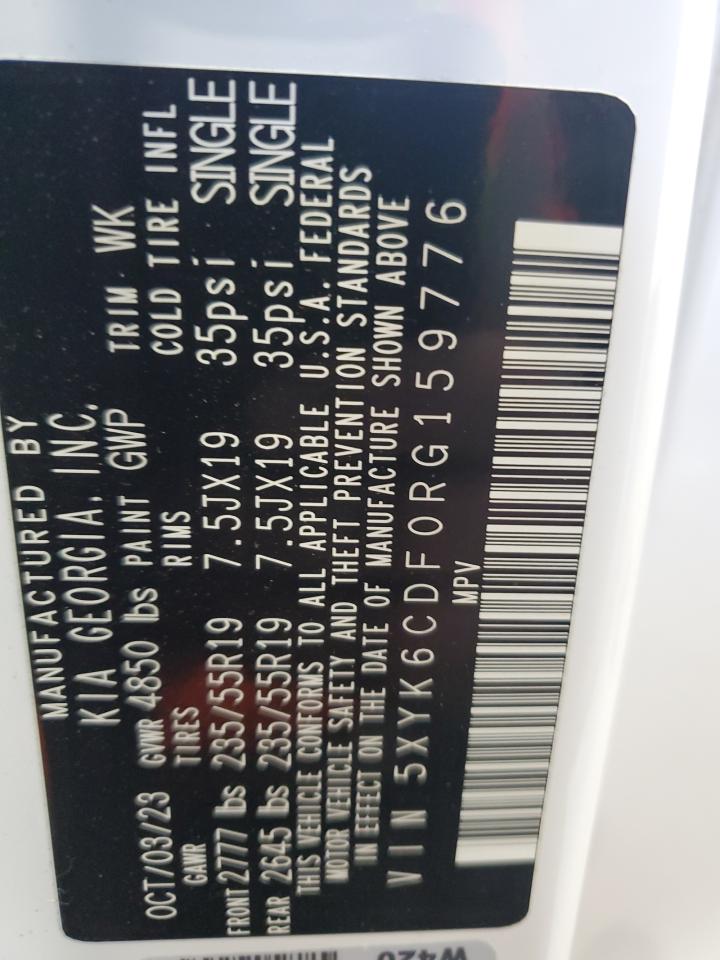 MANUFACTURED BY
KIA GEORGIA, INC.
OCT/03/23 GVWR 4850 lbs PAINT GWP TRIM WK
GAWR TIRES RIMS COLD TIRE INFL
FRONT 2777 lbs 235/55R19 7.5JX19 35psi SINGLE
REAR 2645 lbs 235/55R19 7.5JX19 35psi SINGLE
THIS VEHICLE CONFORMS TO ALL APPLICABLE U.S.A. FEDERAL
MOTOR VEHICLE SAFETY AND THEFT PREVENTION STANDARDS
IN EFFECT ON THE DATE OF MANUFACTURE SHOWN ABOVE
VIN 5XYK6CDF0RG159776
MPV
W420